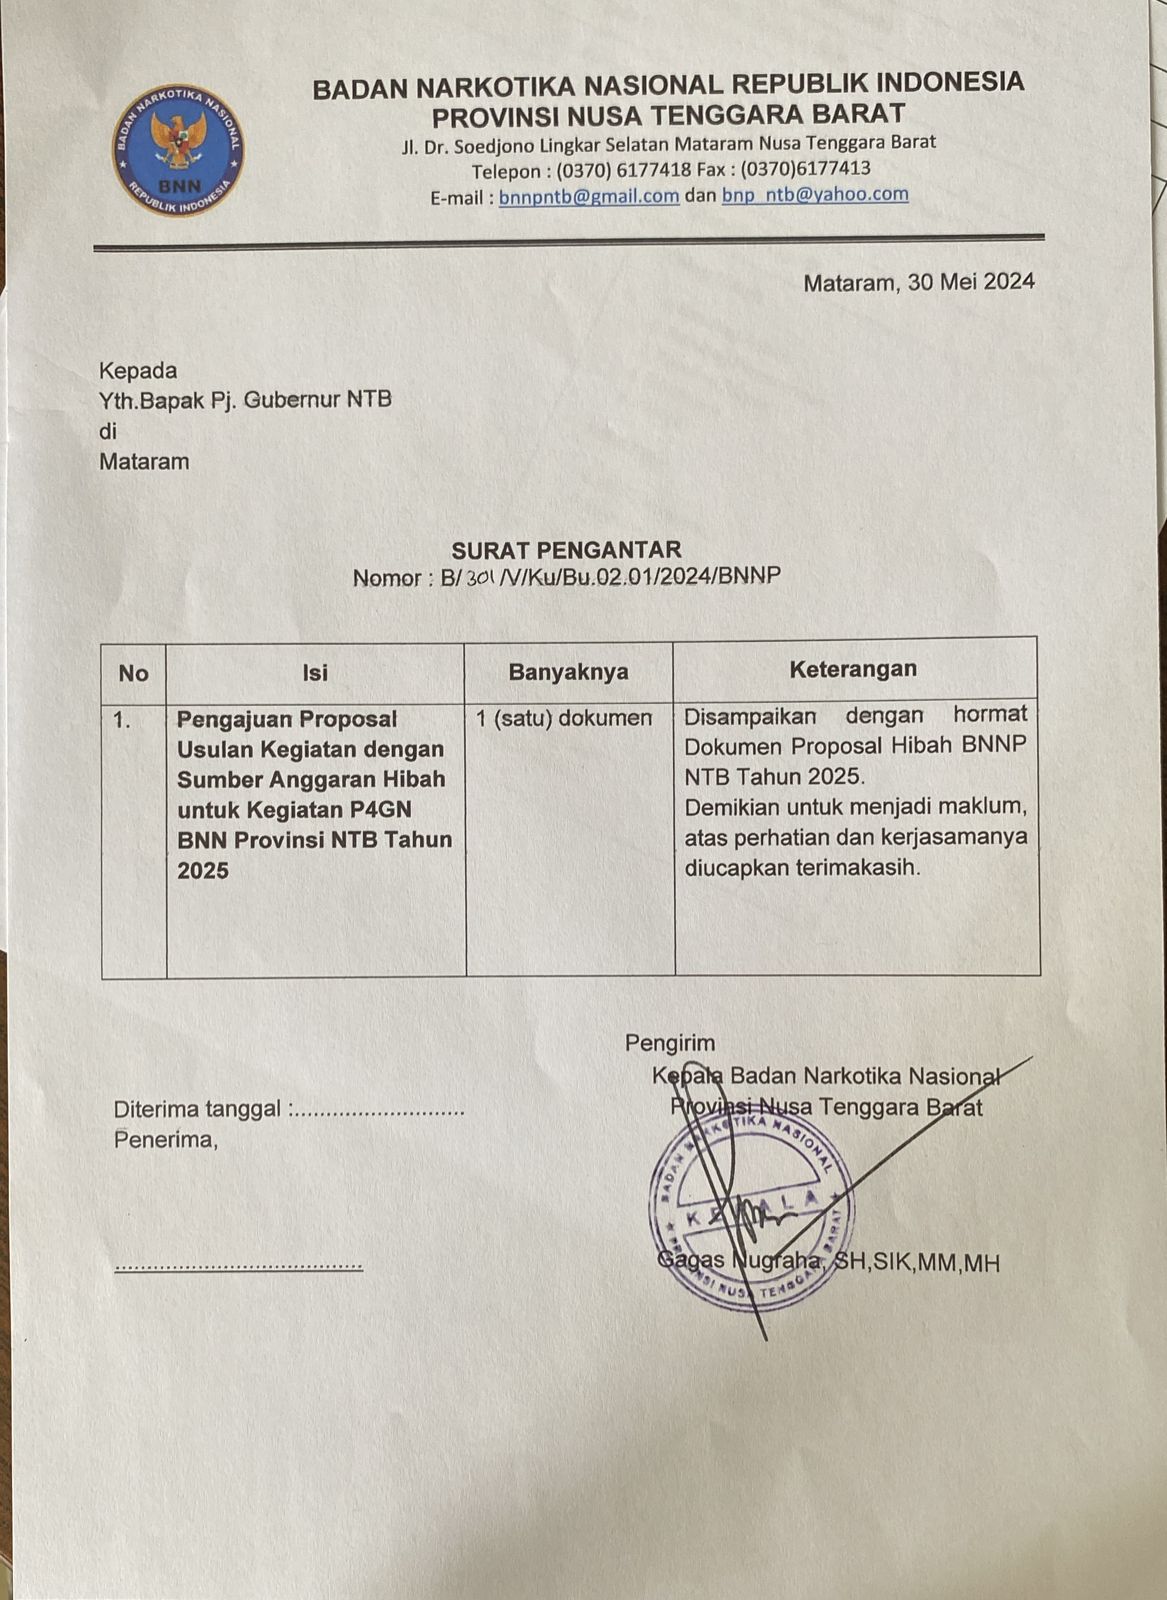 BADAN NARKOTIKA NASIONAL
BNN
REPUBLIK INDONESIA
BADAN NARKOTIKA NASIONAL REPUBLIK INDONESIA
PROVINSI NUSA TENGGARA BARAT
Jl. Dr. Soedjono Lingkar Selatan Mataram Nusa Tenggara Barat
Telepon : (0370) 6177418 Fax : (0370)6177413
E-mail : bnnpntb@gmail.com dan bnp_ntb@yahoo.com
Mataram, 30 Mei 2024
Kepada
Yth.Bapak Pj. Gubernur NTB
di
Mataram
SURAT PENGANTAR
Nomor : B/301/V/Ku/Bu.02.01/2024/BNNP
No Isi Banyaknya Keterangan
1.
Pengajuan Proposal
Usulan Kegiatan dengan
Sumber Anggaran Hibah
untuk Kegiatan P4GN
BNN Provinsi NTB Tahun
2025
1 (satu) dokumen
Disampaikan dengan hormat
Dokumen Proposal Hibah BNNP
NTB Tahun 2025.
Demikian untuk menjadi maklum,
atas perhatian dan kerjasamanya
diucapkan terimakasih.
Pengirim
Kepala Badan Narkotika Nasional
Provinsi Nusa Tenggara Barat
Diterima tanggal :..........................
Penerima,
BADAN NARKOTIKA NASIONAL
KEPALA
PROVINSI NUSA TENGGARA BARAT
Gagas Nugraha, SH,SIK,MM,MH
......................................